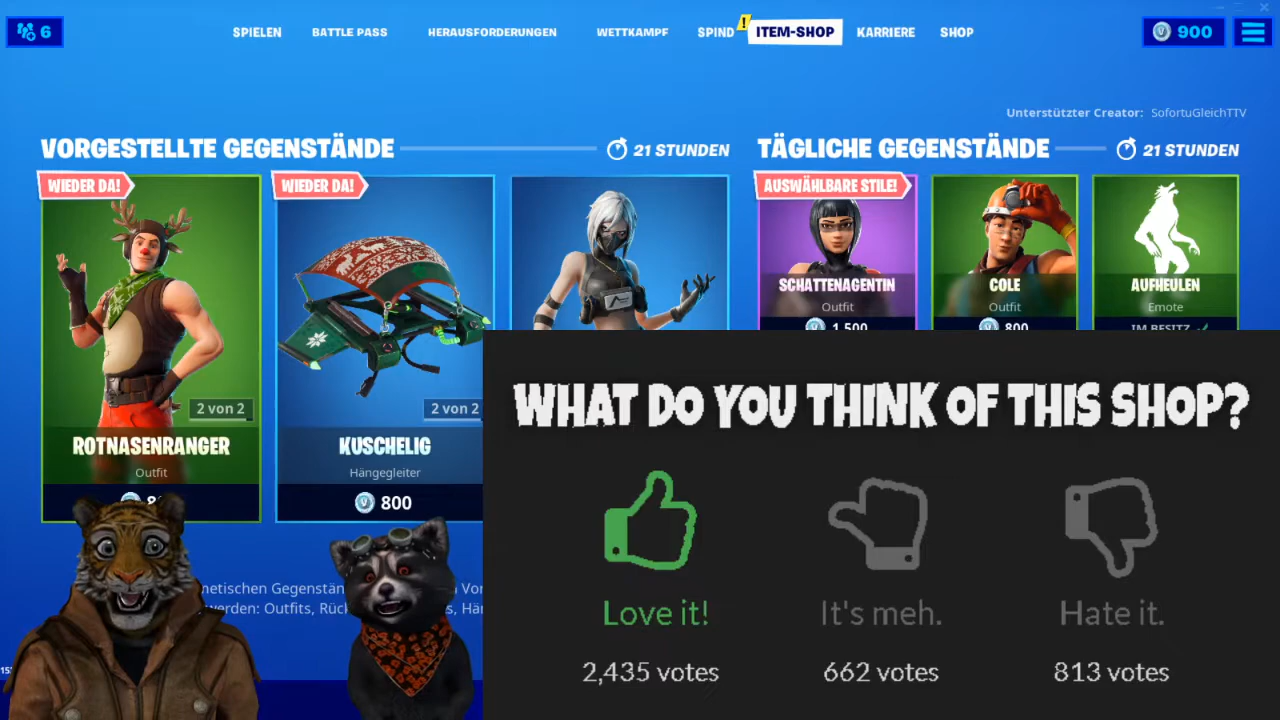 6
SPIELEN
BATTLE PASS
HERAUSFORDERUNGEN
WETTKAMPF
SPIND
!
ITEM-SHOP
KARRIERE
SHOP
900
Unterstützter Creator: SofortuGleichTTV
VORGESTELLTE GEGENSTÄNDE
21 STUNDEN
TÄGLICHE GEGENSTÄNDE
21 STUNDEN
WIEDER DA!
2 von 2
ROTNASENRANGER
Outfit
WIEDER DA!
2 von 2
KUSCHELIG
Hängegleiter
800
AUSWÄHLBARE STILE!
SCHATTENAGENTIN
Outfit
1.500
COLE
Outfit
800
AUFHEULEN
Emote
IM BESITZ
WHAT DO YOU THINK OF THIS SHOP?
Love it!
It's meh.
Hate it.
2,435 votes
662 votes
813 votes